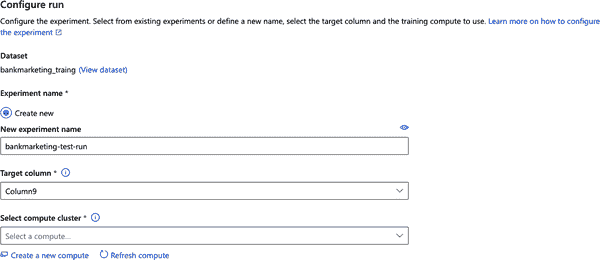 Configure run
Configure the experiment. Select from existing experiments or define a new name, select the target column and the training compute to use. Learn more on how to configure
the experiment
Dataset
bankmarketing_traing (View dataset)
Experiment name *
Create new
New experiment name
bankmarketing-test-run
Target column *
Column9
Select compute cluster *
Select a compute...
Create a new compute Refresh compute